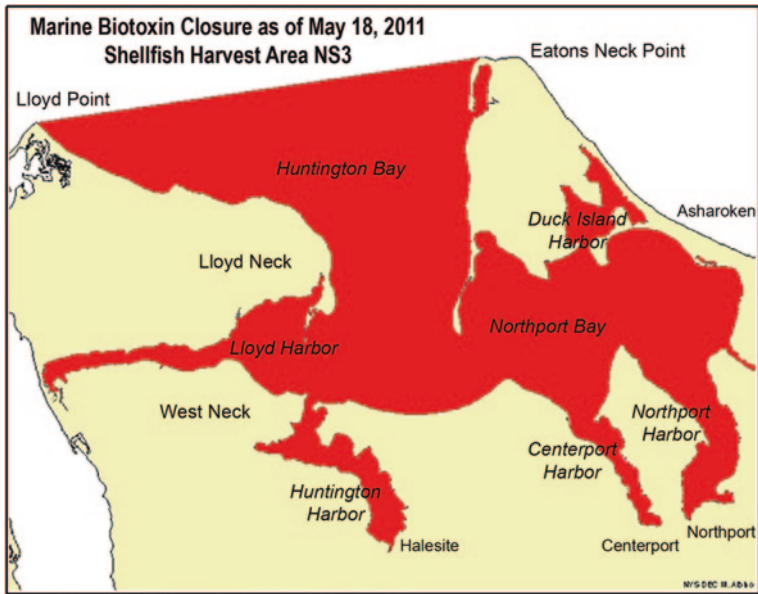 Marine Biotoxin Closure as of May 18, 2011
Shellfish Harvest Area NS3
Eatons Neck Point
Lloyd Point
Huntington Bay
Asharoken
Duck Island
Harbor
Lloyd Neck
Northport Bay
Lloyd Harbor
West Neck
Northport
Harbor
Centerport
Harbor
Huntington
Harbor
Halesite
Centerport
Northport
NYS DEC